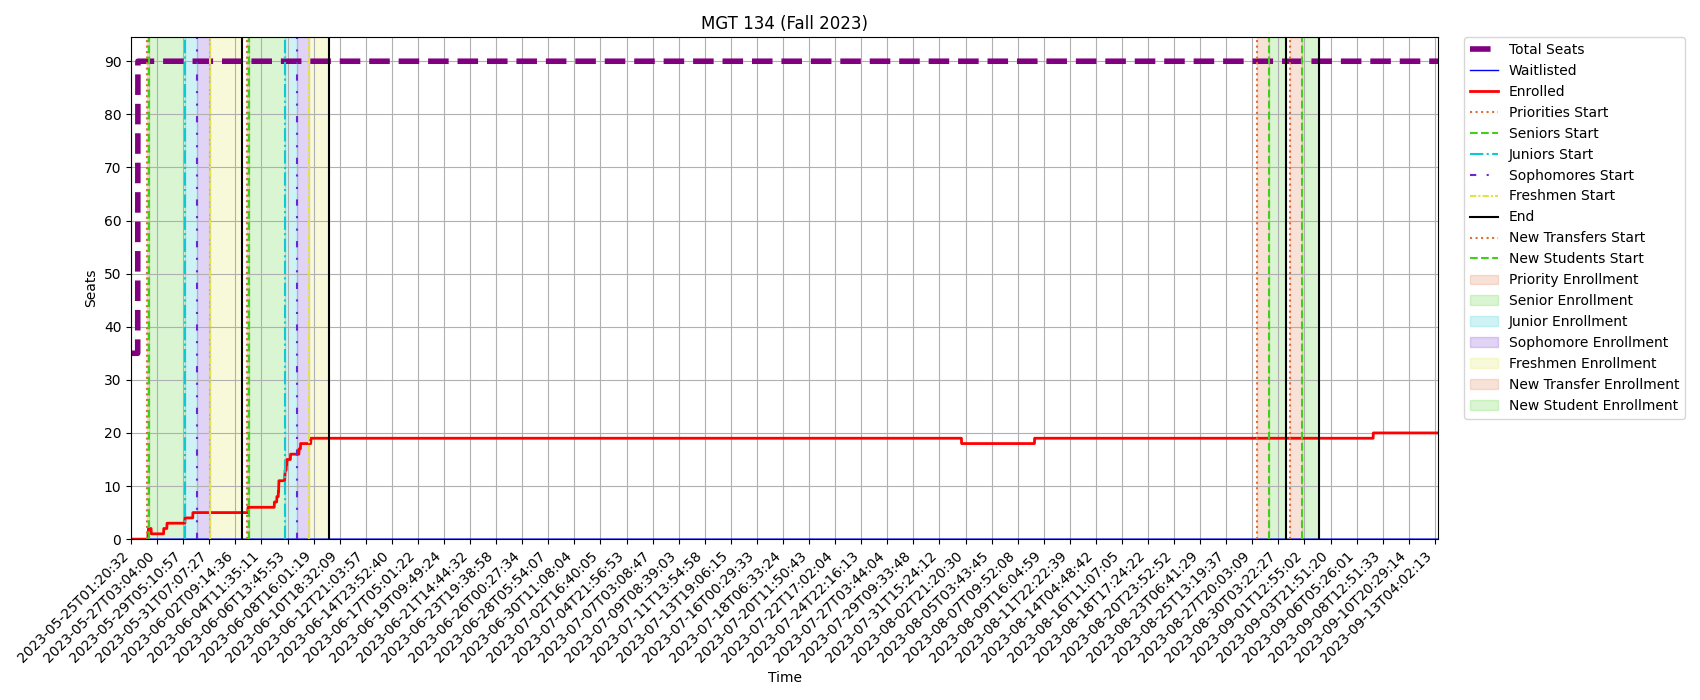 MGT 134 (Fall 2023)
Seats
90
80
70
60
50
40
30
20
10
0
2023-05-25T01:20:32
2023-05-27T03:04:00
2023-05-29T05:10:57
2023-05-31T07:07:27
2023-06-02T09:14:36
2023-06-04T11:35:11
2023-06-06T13:45:53
2023-06-08T16:01:19
2023-06-10T18:32:09
2023-06-12T21:03:57
2023-06-14T23:52:40
2023-06-17T05:01:22
2023-06-19T09:49:24
2023-06-21T14:44:32
2023-06-23T19:38:58
2023-06-26T00:27:34
2023-06-28T05:54:07
2023-06-30T11:08:04
2023-07-02T16:40:05
2023-07-04T21:56:53
2023-07-07T03:08:47
2023-07-09T08:39:03
2023-07-11T13:54:58
2023-07-13T19:06:15
2023-07-16T00:29:33
2023-07-18T06:33:24
2023-07-20T11:50:43
2023-07-22T17:02:04
2023-07-24T22:16:13
2023-07-27T03:44:04
2023-07-29T09:33:48
2023-07-31T15:24:12
2023-08-02T21:20:30
2023-08-05T03:43:45
2023-08-07T09:52:08
2023-08-09T16:04:59
2023-08-11T22:22:39
2023-08-14T04:48:42
2023-08-16T11:07:05
2023-08-18T17:24:22
2023-08-20T23:52:52
2023-08-23T06:41:29
2023-08-25T13:19:37
2023-08-27T20:03:09
2023-08-30T03:22:27
2023-09-01T12:55:02
2023-09-03T21:51:20
2023-09-06T05:26:01
2023-09-08T12:51:33
2023-09-10T20:29:14
2023-09-13T04:02:13
Time
Total Seats
Waitlisted
Enrolled
Priorities Start
Seniors Start
Juniors Start
Sophomores Start
Freshmen Start
End
New Transfers Start
New Students Start
Priority Enrollment
Senior Enrollment
Junior Enrollment
Sophomore Enrollment
Freshmen Enrollment
New Transfer Enrollment
New Student Enrollment